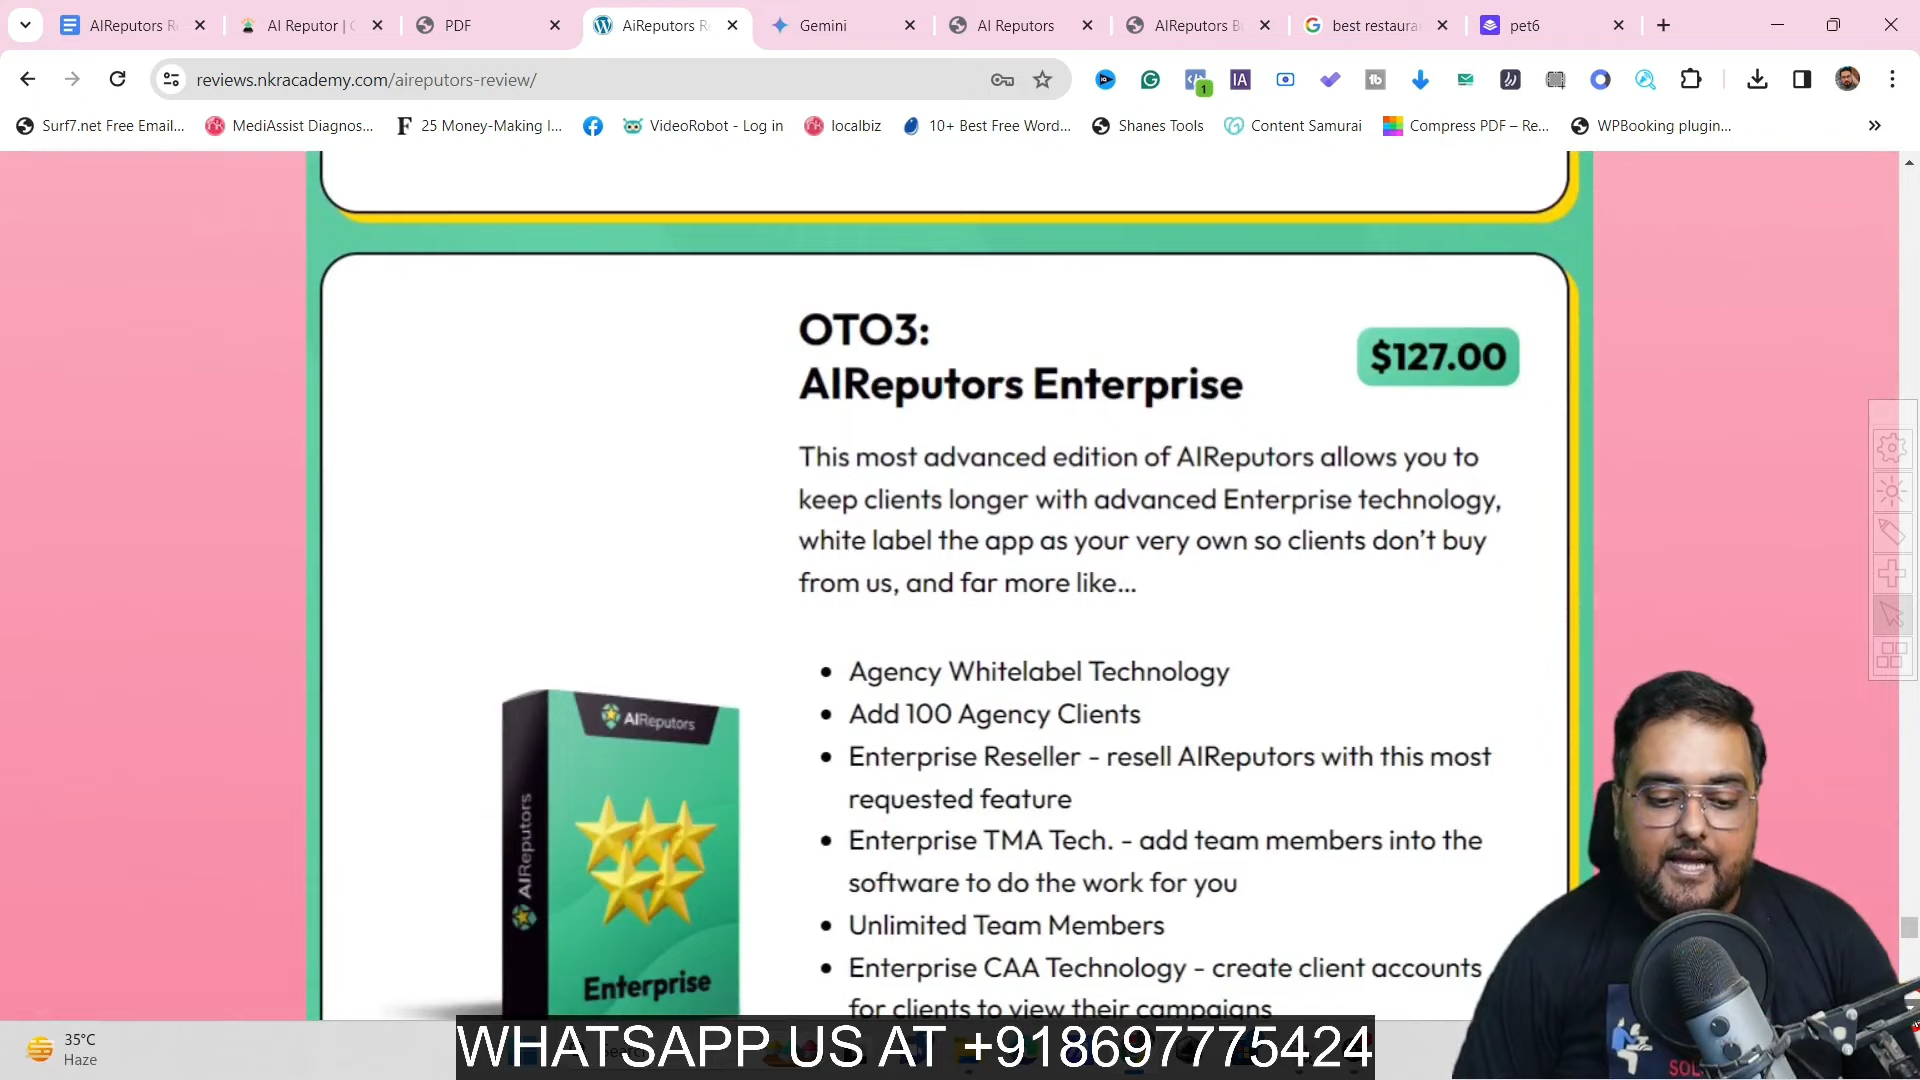 AIReputors R
AI Reputor | C
PDF
AiReputors R
Gemini
AI Reputors
AIReputors B
best restaura
pet6
reviews.nkracademy.com/aireputors-review/
1
IA
tb
Surf7.net Free Email...
MediAssist Diagnos...
25 Money-Making I...
VideoRobot - Log in
localbiz
10+ Best Free Word...
Shanes Tools
Content Samurai
Compress PDF – Re...
WPBooking plugin...
OTO3:
AIReputors Enterprise
$127.00
This most advanced edition of AIReputors allows you to
keep clients longer with advanced Enterprise technology,
white label the app as your very own so clients don't buy
from us, and far more like...
• Agency Whitelabel Technology
• Add 100 Agency Clients
• Enterprise Reseller - resell AIReputors with this most
requested feature
• Enterprise TMA Tech. - add team members into the
software to do the work for you
• Unlimited Team Members
• Enterprise CAA Technology - create client accounts
for clients to view their campaigns
AIReputors
AIReputors
Enterprise
35°C
Haze
WHATSAPP US AT +918697775424